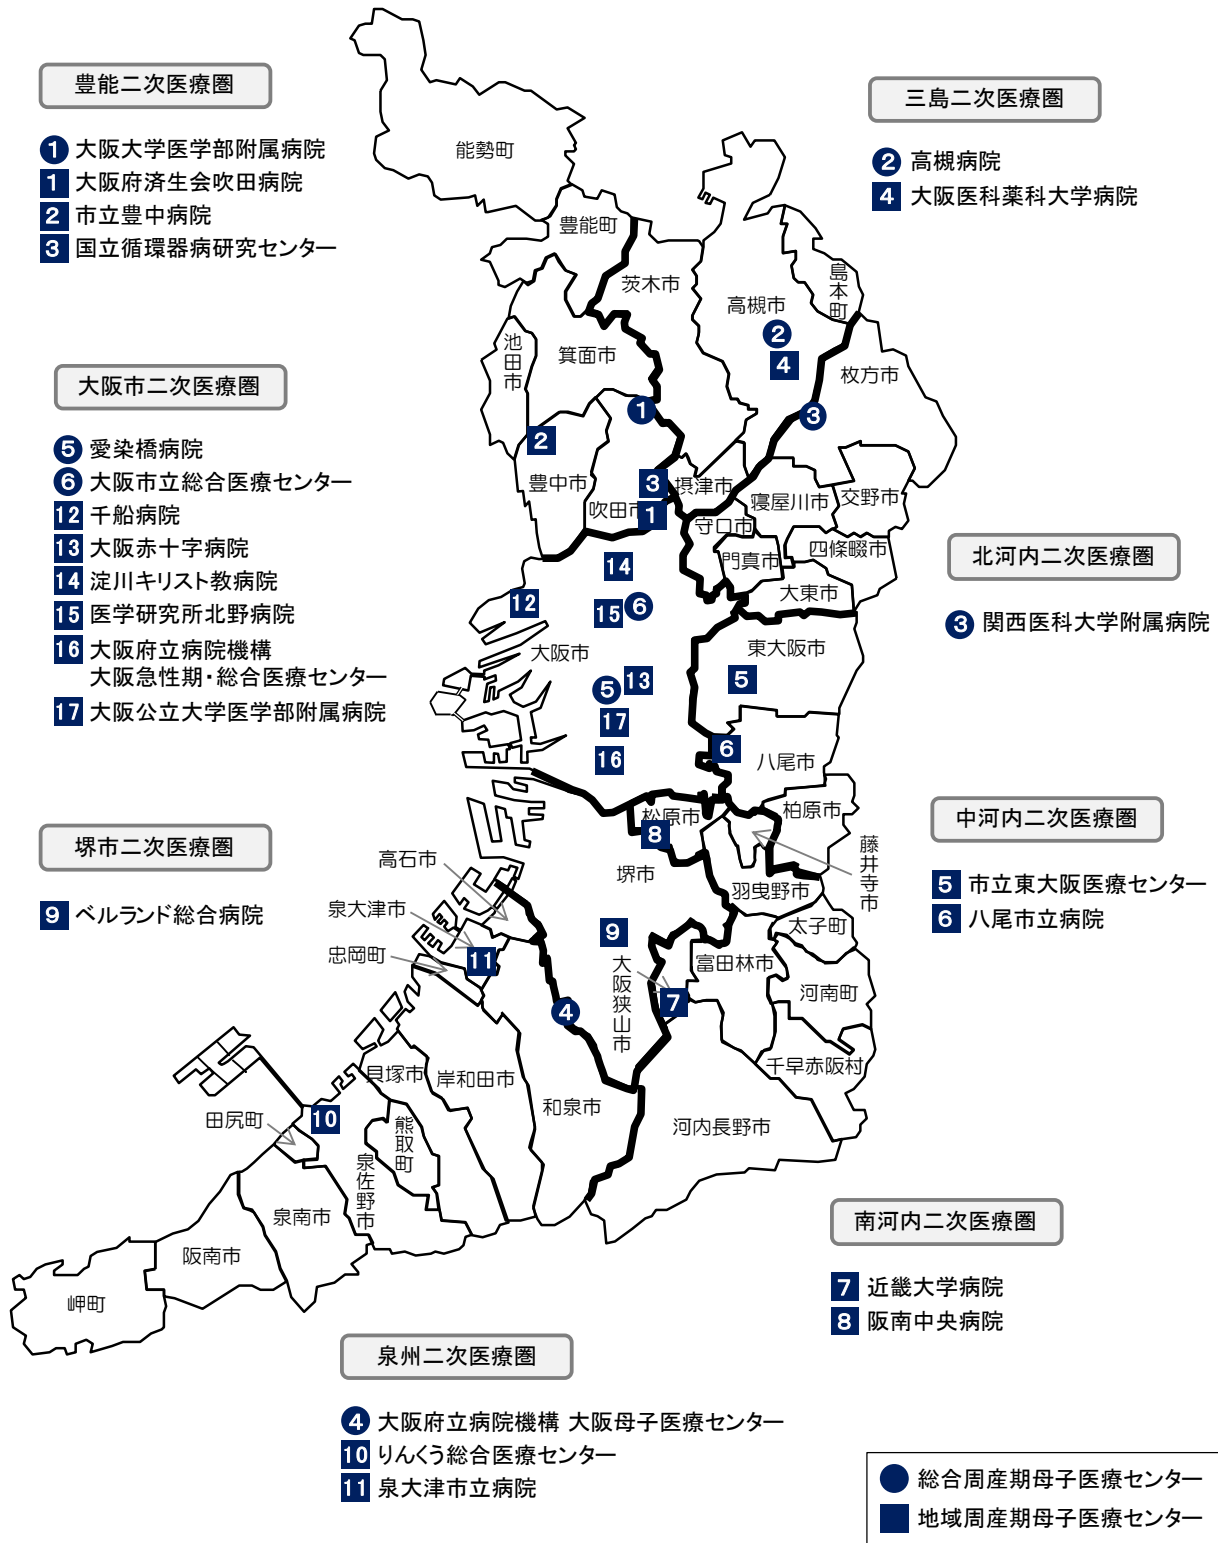 豊能二次医療圏
1 大阪大学医学部附属病院
1 大阪府済生会吹田病院
2 市立豊中病院
3 国立循環器病研究センター
三島二次医療圏
2 高槻病院
4 大阪医科薬科大学病院
大阪市二次医療圏
5 愛染橋病院
6 大阪市立総合医療センター
12 千船病院
13 大阪赤十字病院
14 淀川キリスト教病院
15 医学研究所北野病院
16 大阪府立病院機構
大阪急性期・総合医療センター
17 大阪公立大学医学部附属病院
北河内二次医療圏
3 関西医科大学附属病院
堺市二次医療圏
9 ベルランド総合病院
中河内二次医療圏
5 市立東大阪医療センター
6 八尾市立病院
南河内二次医療圏
7 近畿大学病院
8 阪南中央病院
泉州二次医療圏
4 大阪府立病院機構 大阪母子医療センター
10 りんくう総合医療センター
11 泉大津市立病院
総合周産期母子医療センター
地域周産期母子医療センター
能勢町
豊能町
茨木市
高槻市
島本町
2
4
池田市
箕面市
枚方市
1
3
2
豊中市
3
摂津市
吹田市
1
寝屋川市
交野市
守口市
門真市
四條畷市
大東市
14
12
15
6
大阪市
東大阪市
13
5
5
17
6
16
八尾市
松原市
8
柏原市
藤井寺市
高石市
堺市
羽曳野市
泉大津市
太子町
9
忠岡町
11
大阪狭山市
富田林市
河南町
7
4
千早赤阪村
貝塚市
岸和田市
和泉市
河内長野市
田尻町
10
熊取町
泉佐野市
泉南市
阪南市
岬町